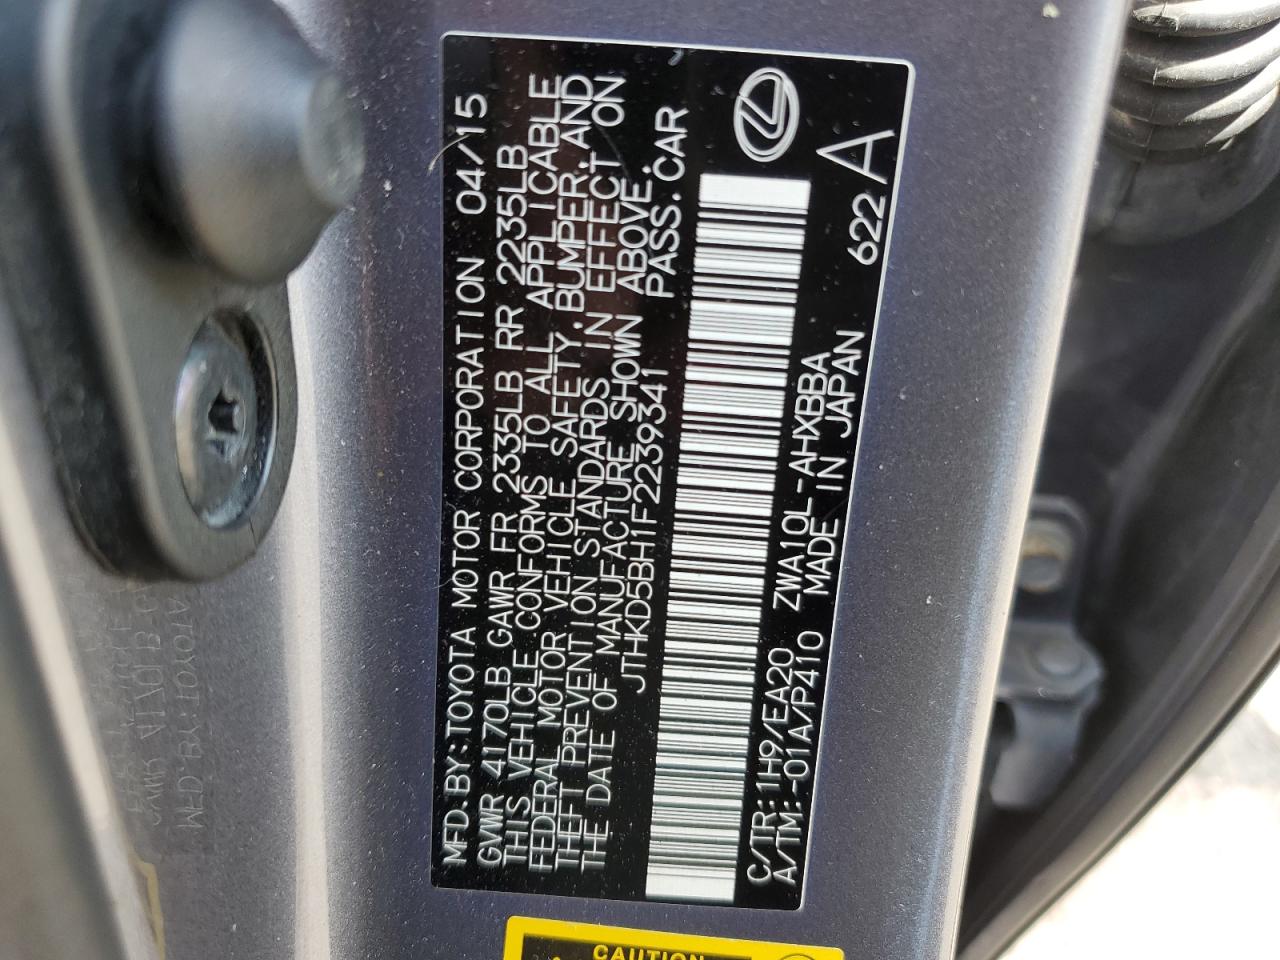 MFD.BY:TOYOTA MOTOR CORPORATION 04/15
GVWR 4170LB GAWR FR 2335LB RR 2235LB
THIS VEHICLE CONFORMS TO ALL APPLICABLE
FEDERAL MOTOR VEHICLE SAFETY, BUMPER, AND
THEFT PREVENTION STANDARDS IN EFFECT ON
THE DATE OF MANUFACTURE SHOWN ABOVE.
JTHKD5BH1F2239341 PASS.CAR
C/TR:1H9/EA20 ZWA10L-AHXBBA 622 A
A/TM:-01A/P410 MADE IN JAPAN
CAUTION